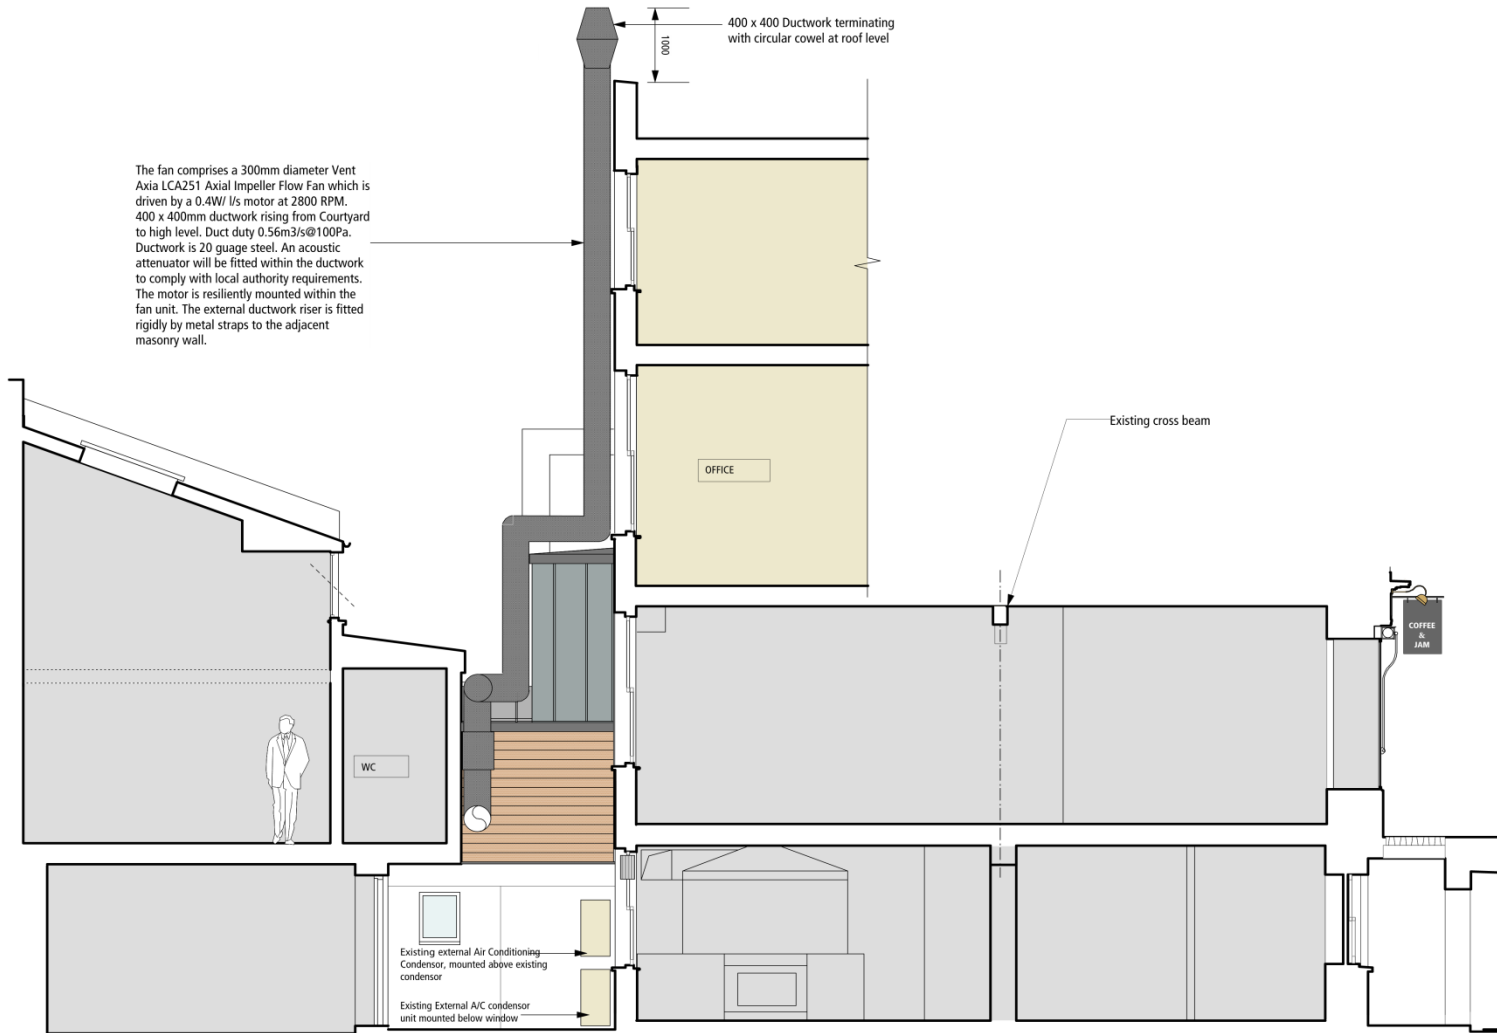 400 x 400 Ductwork terminating
with circular cowel at roof level
1000
The fan comprises a 300mm diameter Vent
Axia LCA251 Axial Impeller Flow Fan which is
driven by a 0.4W/ l/s motor at 2800 RPM.
400 x 400mm ductwork rising from Courtyard
to high level. Duct duty 0.56m3/s@100Pa.
Ductwork is 20 guage steel. An acoustic
attenuator will be fitted within the ductwork
to comply with local authority requirements.
The motor is resiliently mounted within the
fan unit. The external ductwork riser is fitted
rigidly by metal straps to the adjacent
masonry wall.
Existing cross beam
OFFICE
COFFEE
&
JAM
WC
Existing external Air Conditioning
Condensor, mounted above existing
condensor
Existing External A/C condensor
unit mounted below window